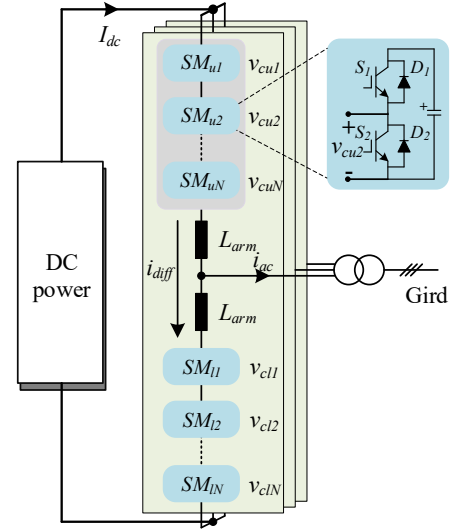 I_dc
SM_u1 v_cu1
SM_u2 v_cu2
SM_uN v_cuN
S_1 D_1
+
+
S_2 D_2
v_cu2
-
L_arm
i_diff
i_ac
DC
power
Gird
L_arm
SM_l1 v_cl1
SM_l2 v_cl2
SM_lN v_clN